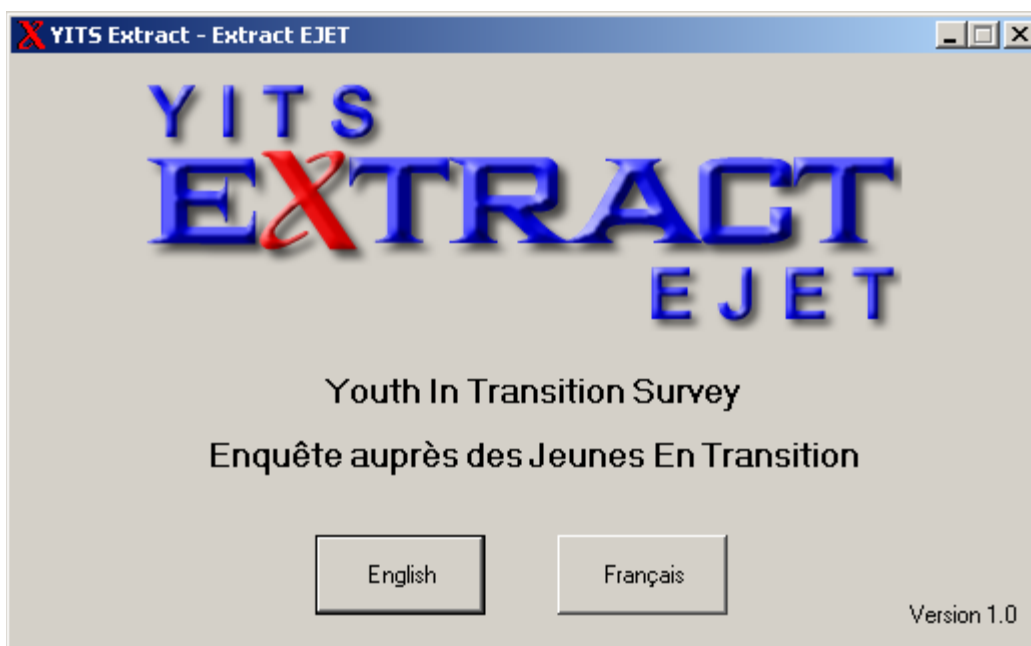 YITS Extract - Extract EJET
YITS
EXTRACT
EJET
Youth In Transition Survey
Enquête auprès des Jeunes En Transition
English
Français
Version 1.0